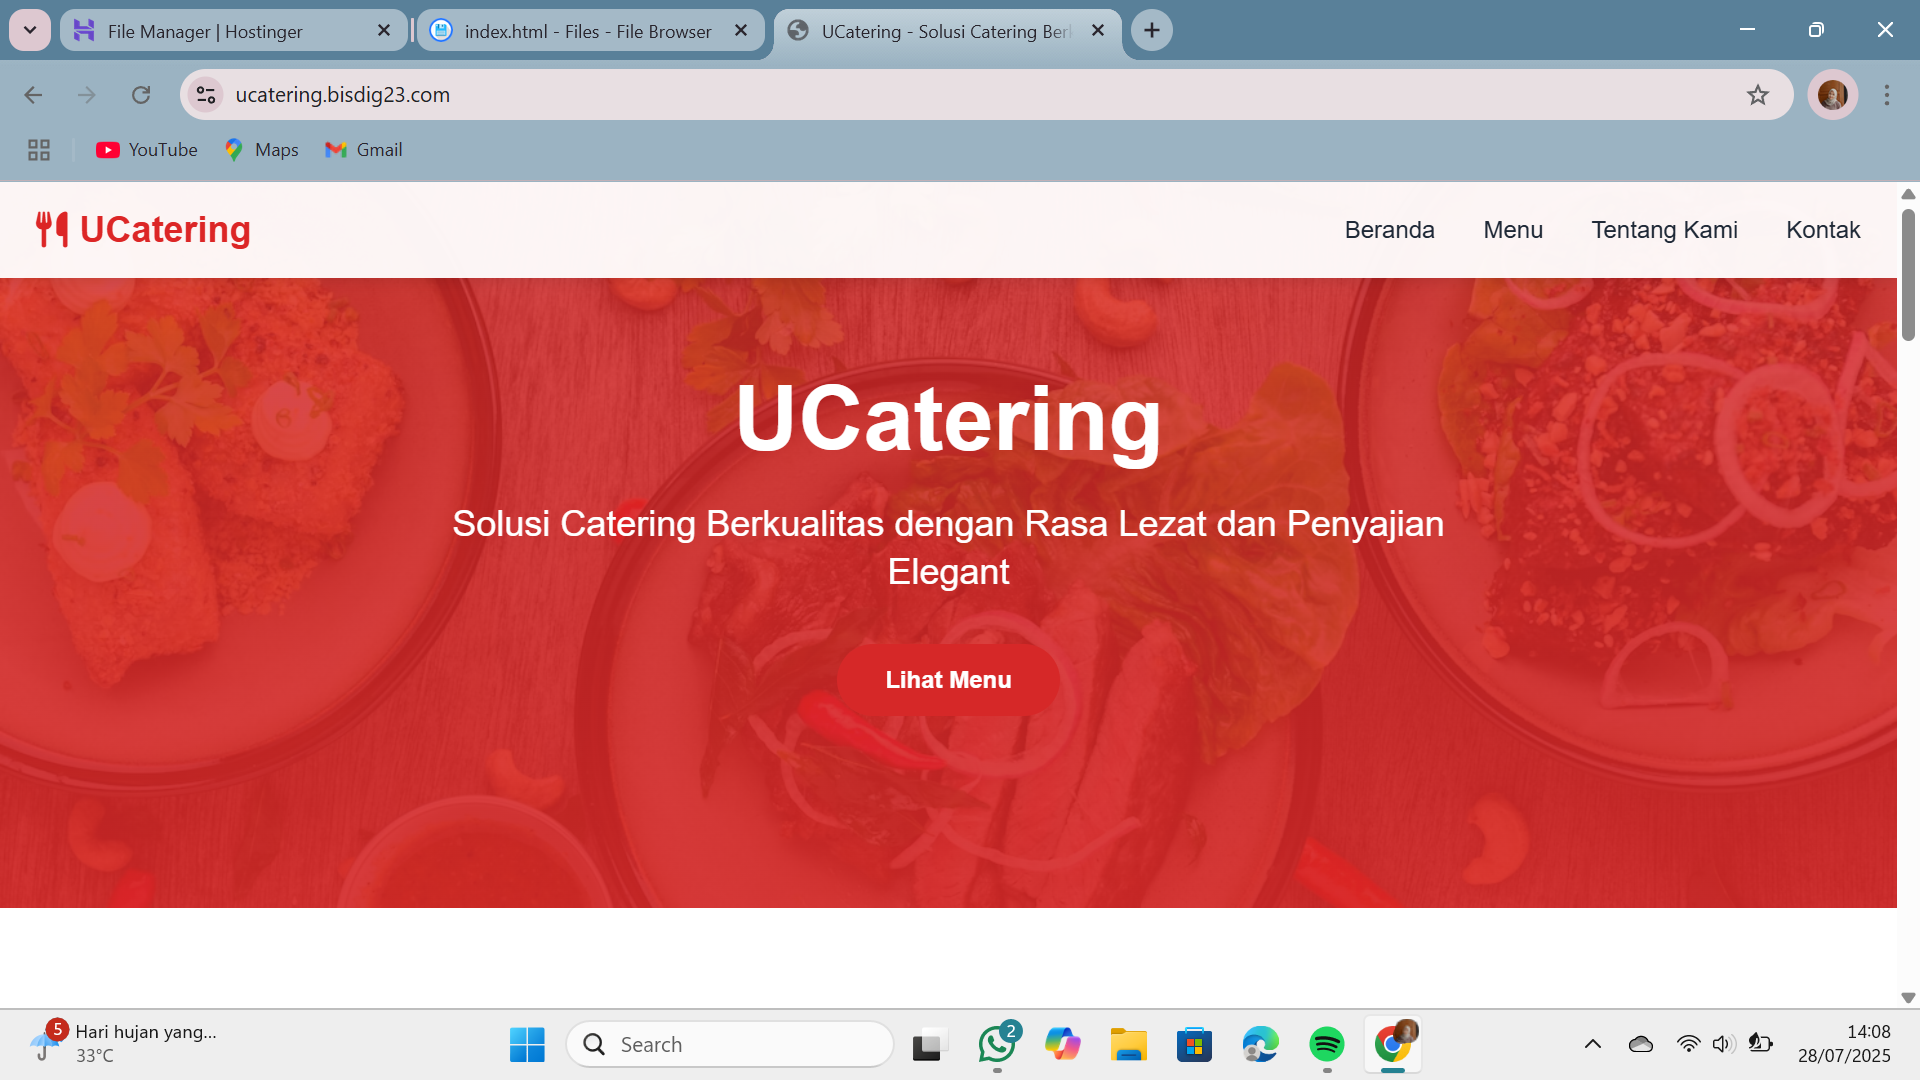 File Manager | Hostinger
index.html - Files - File Browser
UCatering - Solusi Catering Ber
ucatering.bisdig23.com
YouTube
Maps
Gmail
UCatering
Beranda
Menu
Tentang Kami
Kontak
UCatering
Solusi Catering Berkualitas dengan Rasa Lezat dan Penyajian
Elegant
Lihat Menu
5
Hari hujan yang...
33°C
Search
2
14:08
28/07/2025